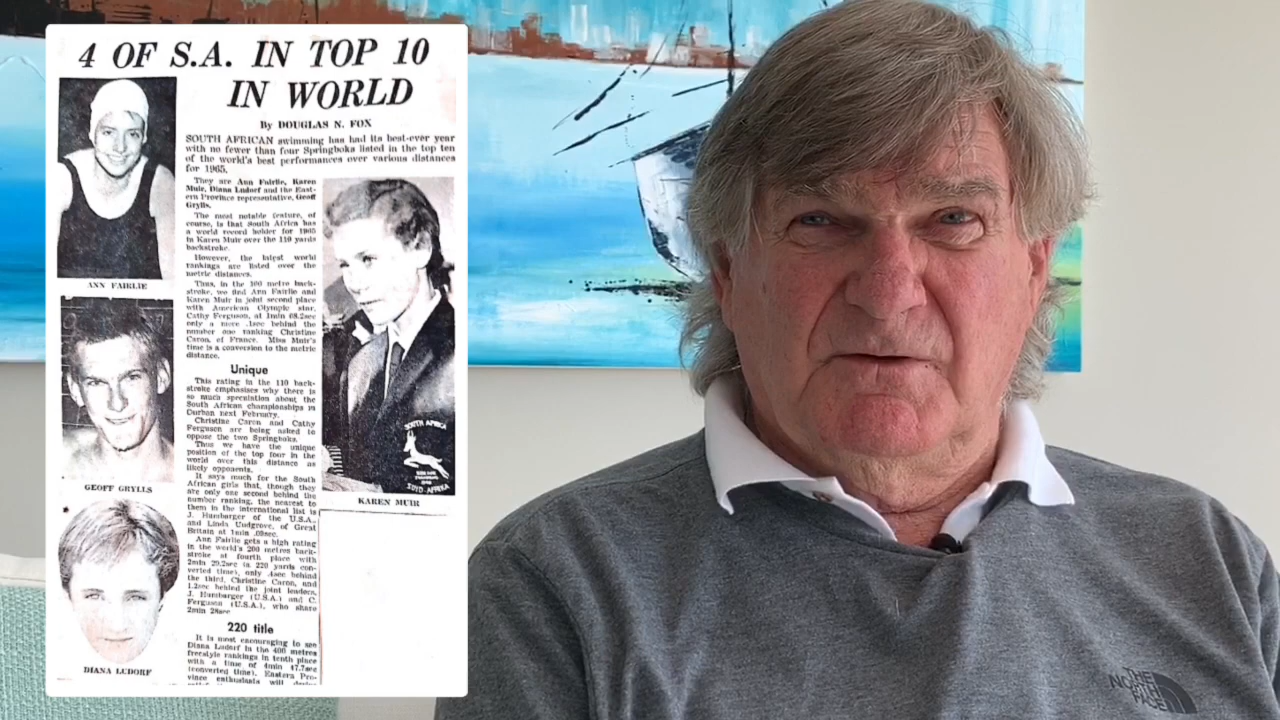 4 OF S.A. IN TOP 10
IN WORLD
By DOUGLAS N. FOX
SOUTH AFRICAN swimming has had its best-ever year
with no fewer than four Springboks listed in the top ten
of the world's best performances over various distances
for 1965.
They are Ann Fairlie, Karen
Muir, Diana Ludorf and the East-
ern Province representative, Geoff
Grylls.
The most notable feature, of
course, is that South Africa has
a world record holder for 1965
in Karen Muir over the 110 yards
backstroke.
However, the latest world
rankings are listed over the
metric distances.
Thus, in the 100 metre back-
stroke, we find Ann Fairlie and
Karen Muir in joint second place
with American Olympic star,
Cathy Ferguson, at 1min 08.2sec
only a mere .1sec behind the
number one ranking Christine
Caron, of France. Miss Muir's
time is a conversion to the metric
distance.
Unique
This rating in the 110 back-
stroke emphasises why there is
so much speculation about the
South African championships in
Durban next February.
Christine Caron and Cathy
Ferguson are being asked to
oppose the two Springboks.
Thus we have the unique
position of the top four in the
world over this distance as
likely opponents.
It says much for the South
African girls that, though they
are only one second behind the
number ranking, the nearest to
them in the international list is
J. Humbarger of the U.S.A.,
and Linda Ludgrove, of Great
Britain at 1min .09sec.
Ann Fairlie gets a high rating
in the world's 200 metres back-
stroke at fourth place with
2min 29.2sec (a 220 yards con-
verted time), only .4sec behind
the third, Christine Caron, and
1.2sec behind the joint leaders,
J. Humbarger (U.S.A.) and C.
Ferguson (U.S.A.), who share
2min 28sec
220 title
It is most encouraging to see
Diana Ludorf in the 400 metres
freestyle rankings in tenth place
with a time of 4min 47.7sec
(converted time). Eastern Pro-
vince enthusiasts will
ANN FAIRLIE
GEOFF GRYLLS
DIANA LUDORF
SOUTH AFRICA
SUID-AFRIKA
KAREN MUIR
THE
NORTH
FACE